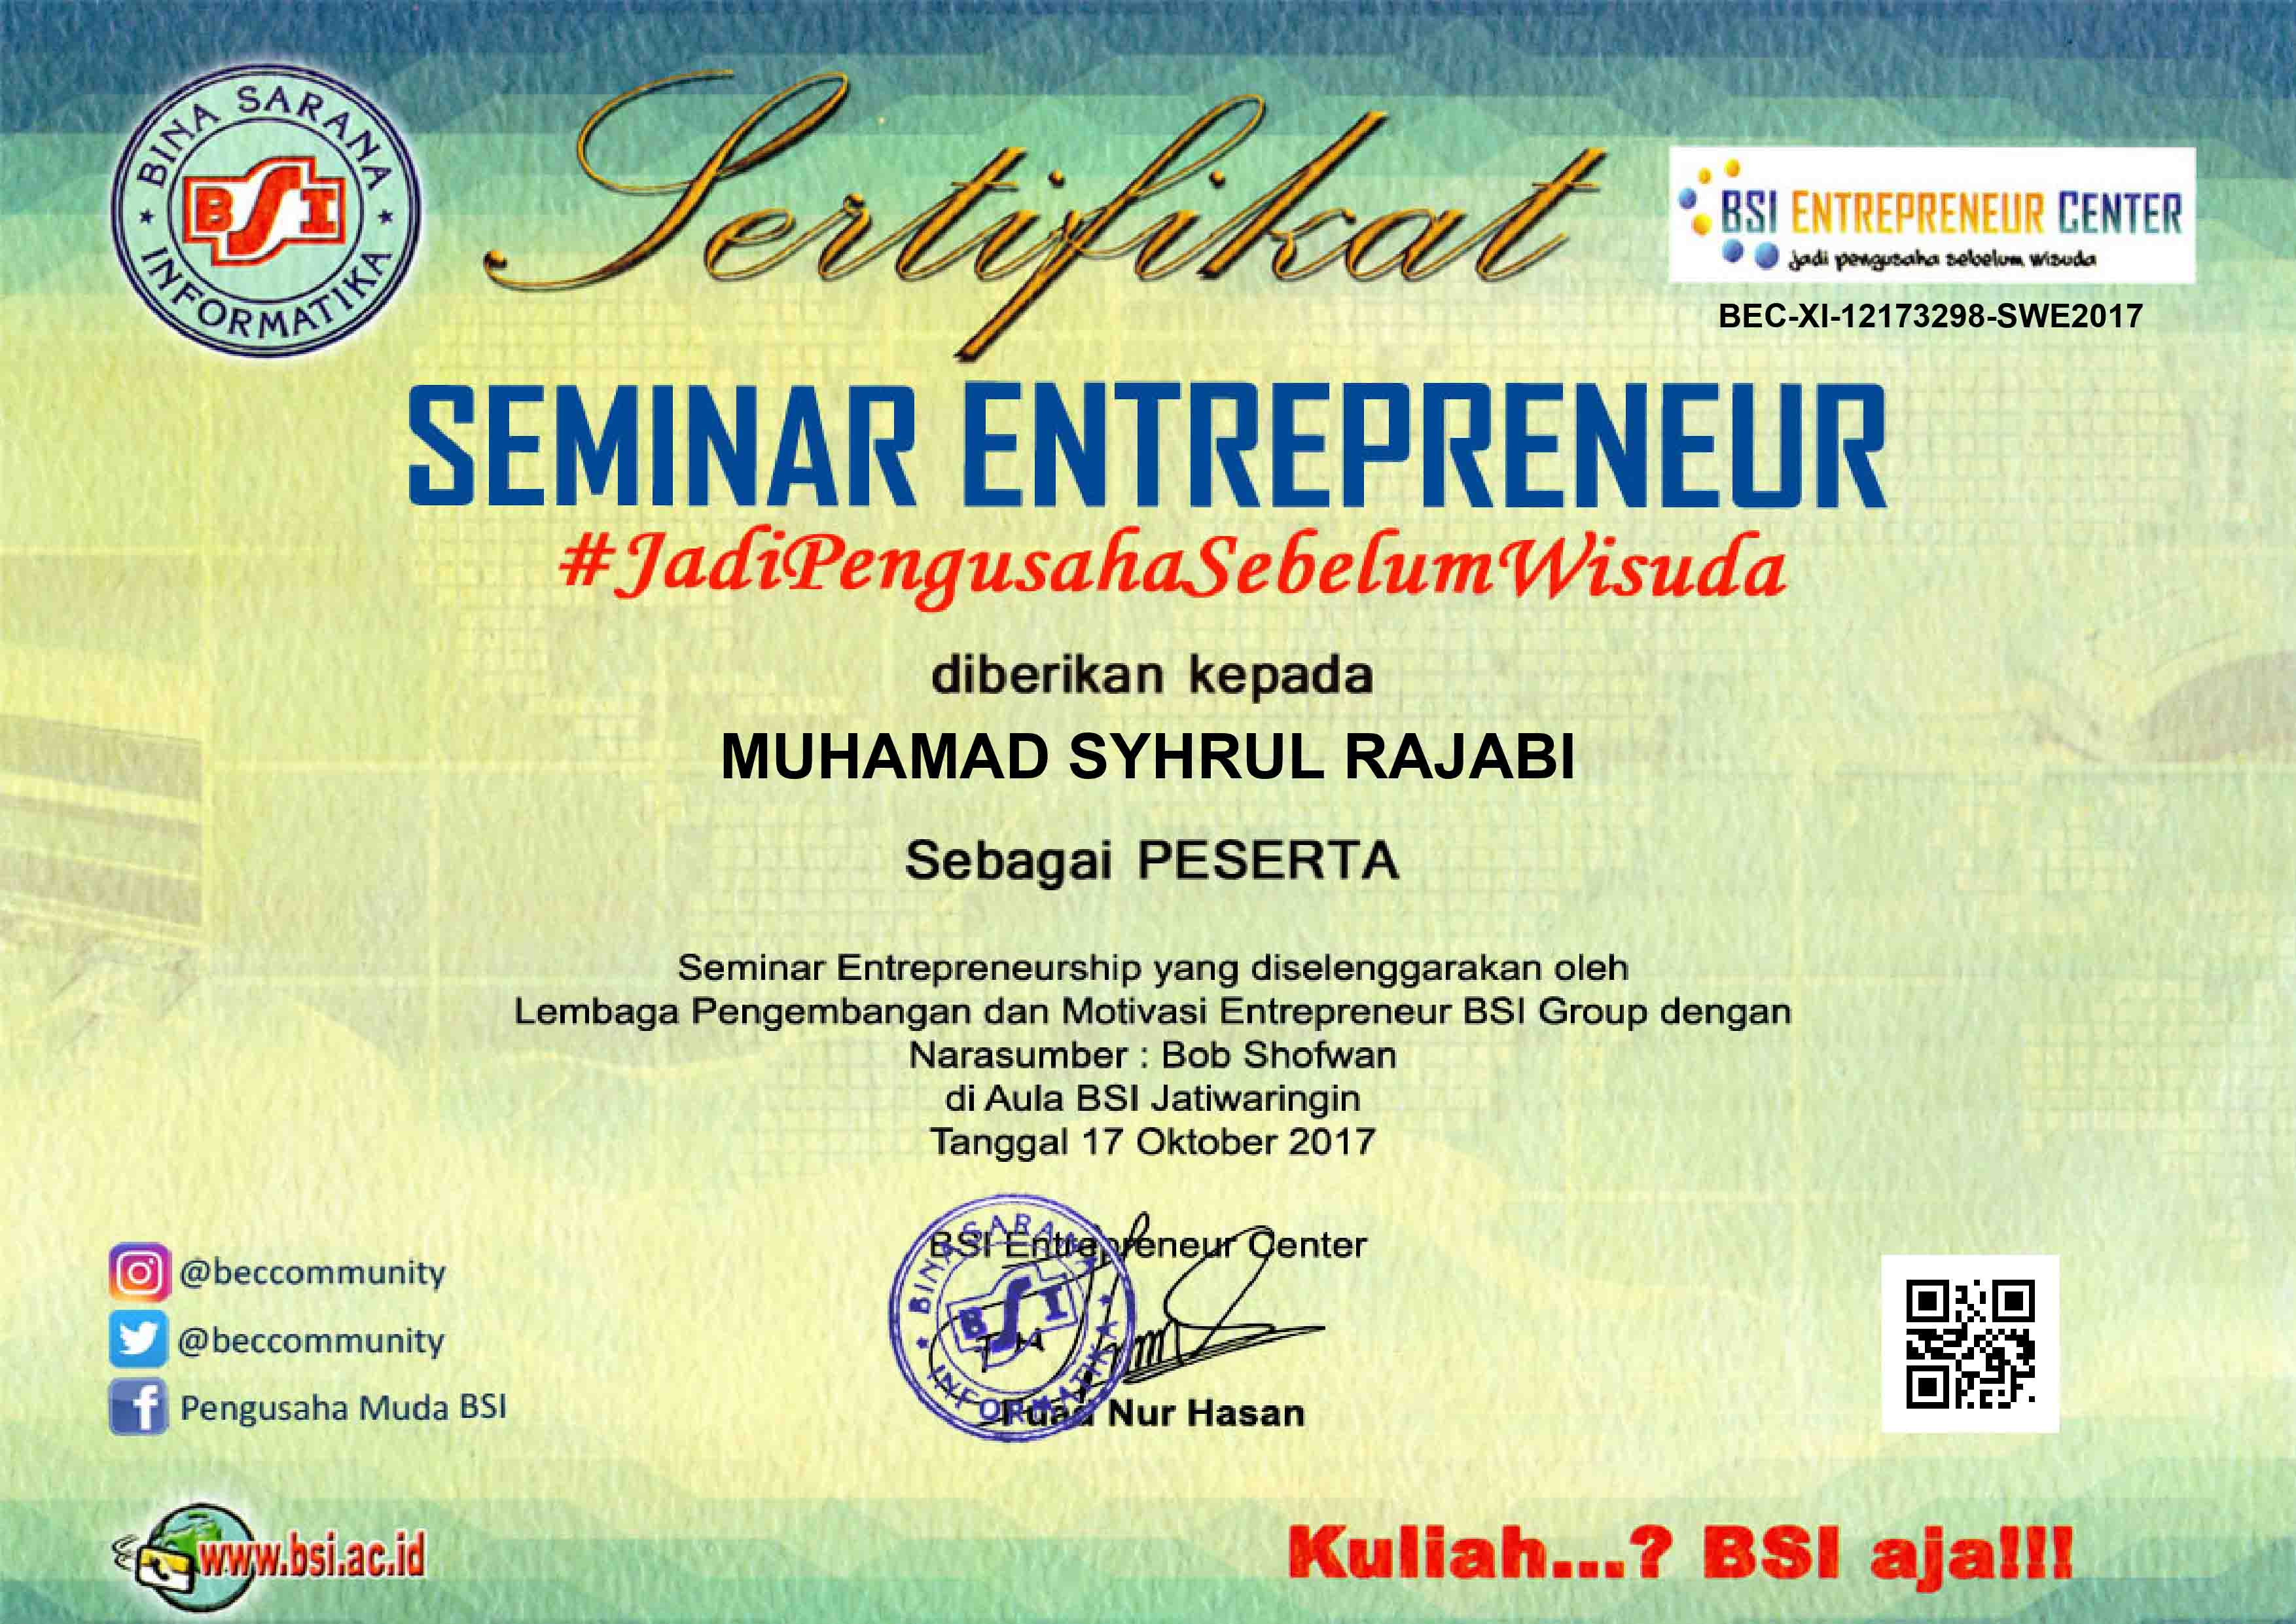 BINA SARANA
BSI
INFORMATIKA
Sertifikat
BSI ENTREPRENEUR CENTER
jadi pengusaha sebelum wisuda
BEC-XI-12173298-SWE2017
SEMINAR ENTREPRENEUR
#JadiPengusahaSebelumWisuda
diberikan kepada
MUHAMAD SYHRUL RAJABI
Sebagai PESERTA
Seminar Entrepreneurship yang diselenggarakan oleh
Lembaga Pengembangan dan Motivasi Entrepreneur BSI Group dengan
Narasumber : Bob Shofwan
di Aula BSI Jatiwaringin
Tanggal 17 Oktober 2017
BSI Entrepreneur Center
BINA SARANA
BSI
INFORMATIKA
Fuad Nur Hasan
@beccommunity
@beccommunity
Pengusaha Muda BSI
www.bsi.ac.id
Kuliah...? BSI aja!!!